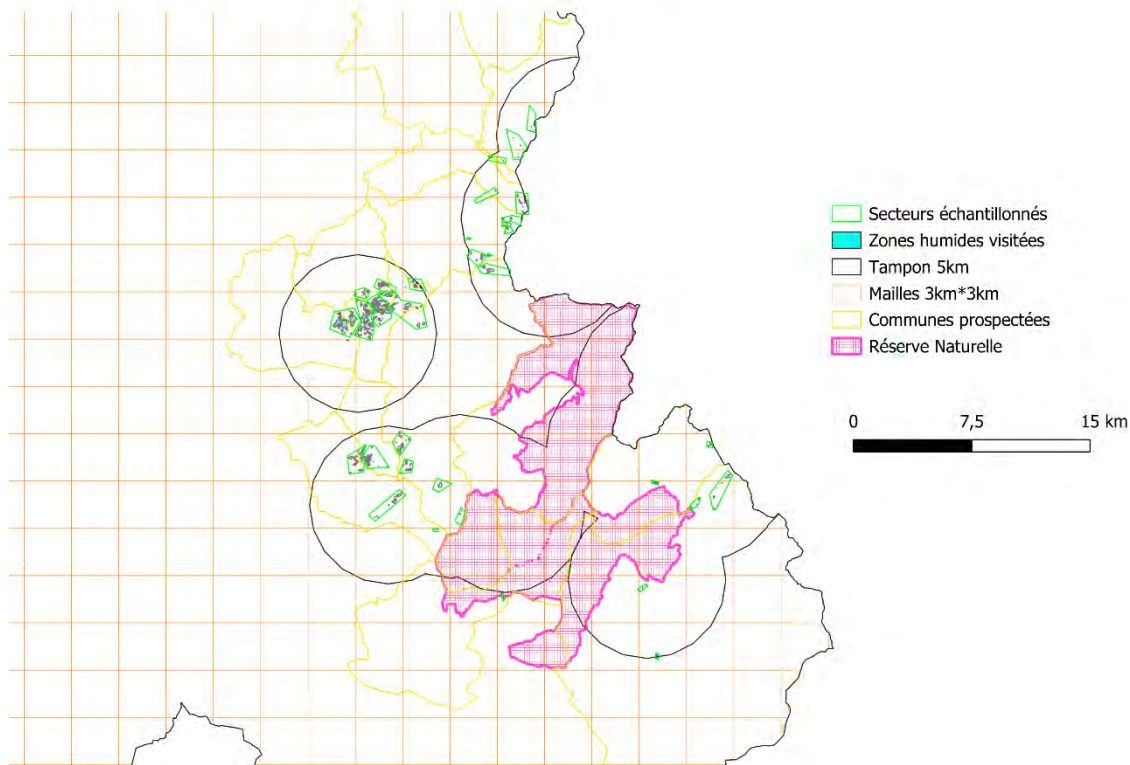 Secteurs échantillonnés
Zones humides visitées
Tampon 5km
Mailles 3km*3km
Communes prospectées
Réserve Naturelle
0 7,5 15 km